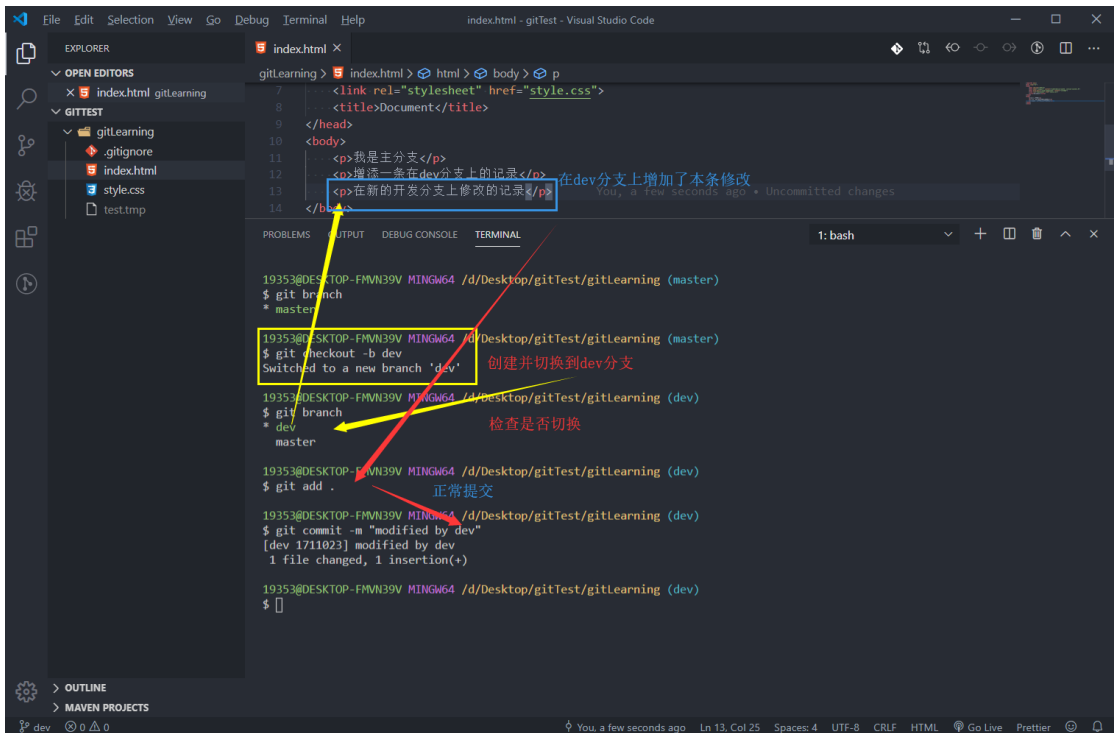 File Edit Selection View Go Debug Terminal Help index.html - gitTest - Visual Studio Code
EXPLORER
OPEN EDITORS
index.html gitLearning
GITTEST
gitLearning
.gitignore
index.html
style.css
test.tmp
OUTLINE
MAVEN PROJECTS
index.html
gitLearning > index.html > html > body > p
7 <link rel="stylesheet" href="style.css">
8 <title>Document</title>
9 </head>
10 <body>
11 <p>我是主分支</p>
12 <p>增添一条在dev分支上的记录</p>
13 <p>在新的开发分支上修改的记录</p> You, a few seconds ago • Uncommitted changes
14 </body>
在dev分支上增加了本条修改
PROBLEMS OUTPUT DEBUG CONSOLE TERMINAL 1: bash
19353@DESKTOP-FMVN39V MINGW64 /d/Desktop/gitTest/gitLearning (master)
$ git branch
* master
19353@DESKTOP-FMVN39V MINGW64 /d/Desktop/gitTest/gitLearning (master)
$ git checkout -b dev
Switched to a new branch 'dev'
创建并切换到dev分支
19353@DESKTOP-FMVN39V MINGW64 /d/Desktop/gitTest/gitLearning (dev)
$ git branch
* dev
master
检查是否切换
19353@DESKTOP-FMVN39V MINGW64 /d/Desktop/gitTest/gitLearning (dev)
$ git add .
正常提交
19353@DESKTOP-FMVN39V MINGW64 /d/Desktop/gitTest/gitLearning (dev)
$ git commit -m "modified by dev"
[dev 1711023] modified by dev
1 file changed, 1 insertion(+)
19353@DESKTOP-FMVN39V MINGW64 /d/Desktop/gitTest/gitLearning (dev)
$
dev 0 0 You, a few seconds ago Ln 13, Col 25 Spaces: 4 UTF-8 CRLF HTML Go Live Prettier